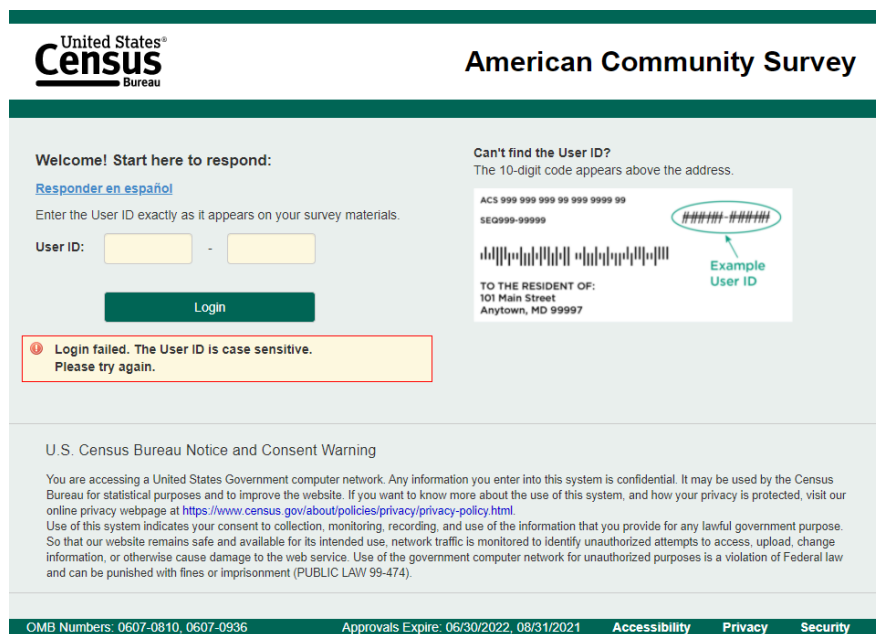 United States®
Census
Bureau
American Community Survey
Welcome! Start here to respond:
Responder en español
Enter the User ID exactly as it appears on your survey materials.
User ID:
-
Login
Login failed. The User ID is case sensitive.
Please try again.
Can't find the User ID?
The 10-digit code appears above the address.
ACS 999 999 999 99 999 9999 99
SEQ999-99999
#####-#####
Example
User ID
TO THE RESIDENT OF:
101 Main Street
Anytown, MD 99997
U.S. Census Bureau Notice and Consent Warning
You are accessing a United States Government computer network. Any information you enter into this system is confidential. It may be used by the Census
Bureau for statistical purposes and to improve the website. If you want to know more about the use of this system, and how your privacy is protected, visit our
online privacy webpage at https://www.census.gov/about/policies/privacy/privacy-policy.html.
Use of this system indicates your consent to collection, monitoring, recording, and use of the information that you provide for any lawful government purpose.
So that our website remains safe and available for its intended use, network traffic is monitored to identify unauthorized attempts to access, upload, change
information, or otherwise cause damage to the web service. Use of the government computer network for unauthorized purposes is a violation of Federal law
and can be punished with fines or imprisonment (PUBLIC LAW 99-474).
OMB Numbers: 0607-0810, 0607-0936 Approvals Expire: 06/30/2022, 08/31/2021 Accessibility Privacy Security